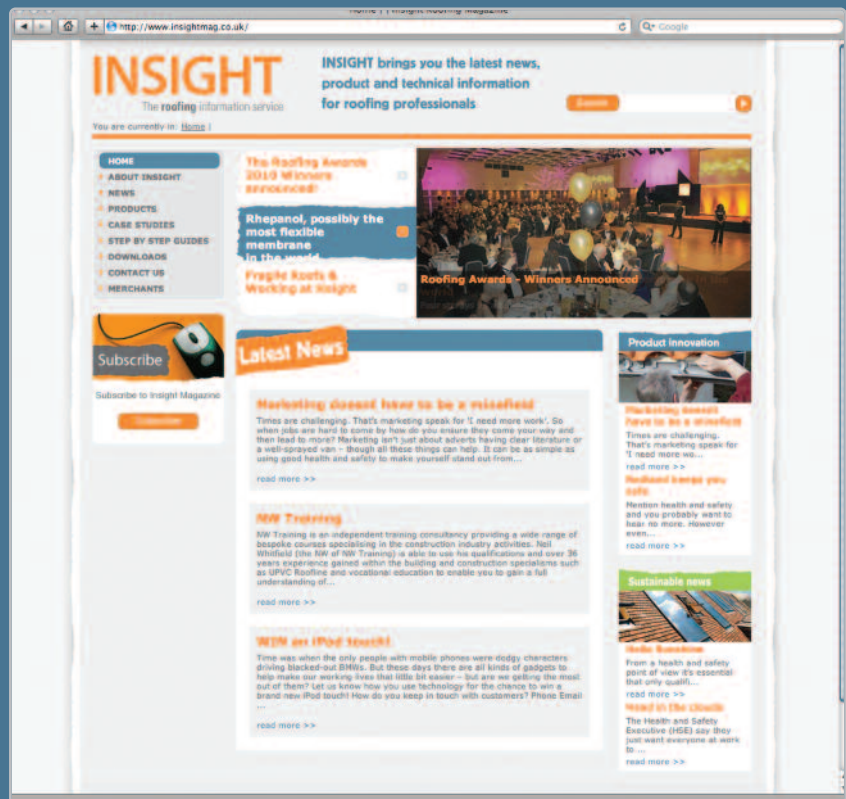 Home | | Insight Roofing Magazine
http://www.insightmag.co.uk/
Google
INSIGHT
The roofing information service
INSIGHT brings you the latest news,
product and technical information
for roofing professionals
You are currently in: Home |
HOME
ABOUT INSIGHT
NEWS
PRODUCTS
CASE STUDIES
STEP BY STEP GUIDES
DOWNLOADS
CONTACT US
MERCHANTS
The Roofing Awards
2010 Winners
announced!
Rhepanol, possibly the
most flexible
membrane
in the world
Fragile Roofs &
Working at Height
Roofing Awards – Winners Announced
Subscribe
Subscribe to Insight Magazine
Latest News
Marketing doesnt have to be a minefield
Times are challenging. That's marketing speak for 'I need more work'. So
when jobs are hard to come by how do you ensure they come your way and
then lead to more? Marketing isn't just about adverts having clear literature or
a well-sprayed van – though all these things can help. It can be as simple as
using good health and safety to make yourself stand out from...
read more >>
NW Training
NW Training is an independent training consultancy providing a wide range of
bespoke courses specialising in the construction industry activities. Neil
Whitfield (the NW of NW Training) is able to use his qualifications and over 36
years experience gained within the building and construction specialisms such
as UPVC Roofline and vocational education to enable you to gain a full
understanding of...
read more >>
WIN an iPod touch!
Time was when the only people with mobile phones were dodgy characters
driving blacked-out BMWs. But these days there are all kinds of gadgets to
help make our working lives that little bit easier – but are we getting the most
out of them? Let us know how you use technology for the chance to win a
brand new iPod touch! How do you keep in touch with customers? Phone Email
...
read more >>
Product innovation
Marketing doesnt
have to be a minefield
Times are challenging.
That's marketing speak for
'I need more wo...
read more >>
Redland keeps you
safe
Mention health and safety
and you probably want to
hear no more. However
even...
read more >>
Sustainable news
Hello Sunshine
From a health and safety
point of view it's essential
that only qualifi...
read more >>
Head in the clouds
The Health and Safety
Executive (HSE) say they
just want everyone at work
to ...
read more >>